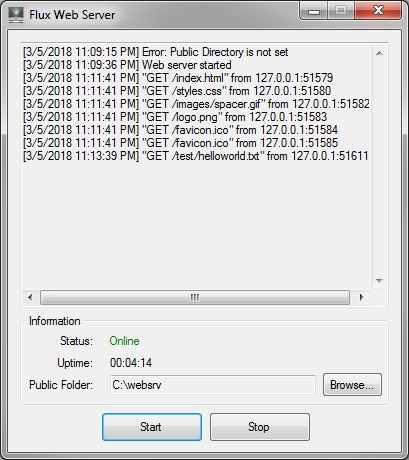 Flux Web Server
[3/5/2018 11:09:15 PM] Error: Public Directory is not set
[3/5/2018 11:09:36 PM] Web server started
[3/5/2018 11:11:41 PM] "GET /index.html" from 127.0.0.1:51579
[3/5/2018 11:11:41 PM] "GET /styles.css" from 127.0.0.1:51580
[3/5/2018 11:11:41 PM] "GET /images/spacer.gif" from 127.0.0.1:51582
[3/5/2018 11:11:41 PM] "GET /logo.png" from 127.0.0.1:51583
[3/5/2018 11:11:41 PM] "GET /favicon.ico" from 127.0.0.1:51584
[3/5/2018 11:11:41 PM] "GET /favicon.ico" from 127.0.0.1:51585
[3/5/2018 11:13:39 PM] "GET /test/helloworld.txt" from 127.0.0.1:51611
Information
Status: Online
Uptime: 00:04:14
Public Folder: C:\websrv Browse...
Start Stop